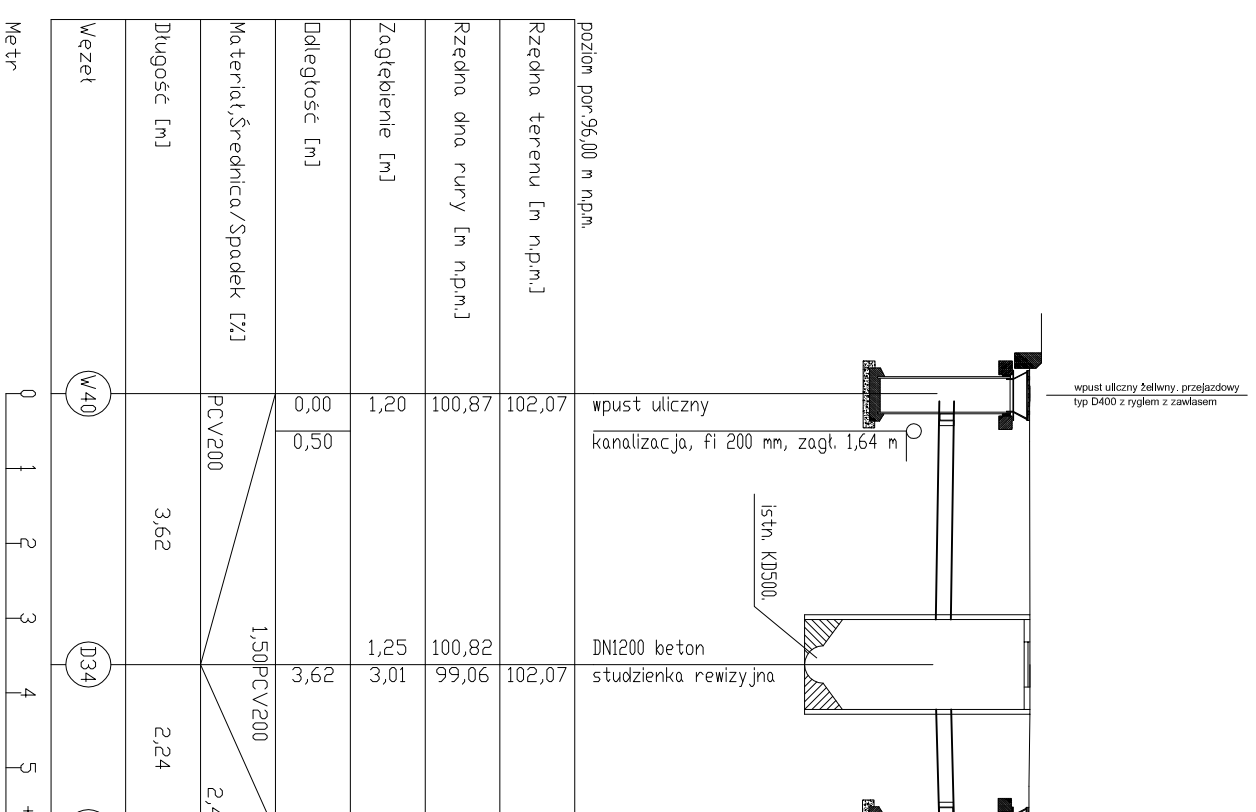 poziom por.96,00 m n.p.m.
Rzędna terenu [m n.p.m.]
102,07
102,07
Rzędna dna rury [m n.p.m.]
100,87
100,82
99,06
Zagłębienie [m]
1,20
1,25
3,01
Odległość [m]
0,00
0,50
3,62
Materiał,Średnica/Spadek [%]
PCV200
1,50
PCV200
Długość [m]
3,62
2,24
Węzeł
W40
D34
Metr
0
1
2
3
4
5
wpust uliczny
kanalizacja, fi 200 mm, zagł. 1,64 m
DN1200 beton
studzienka rewizyjna
istn. KD500.
wpust uliczny żeliwny. przejazdowy
typ D400 z ryglem z zawiasem